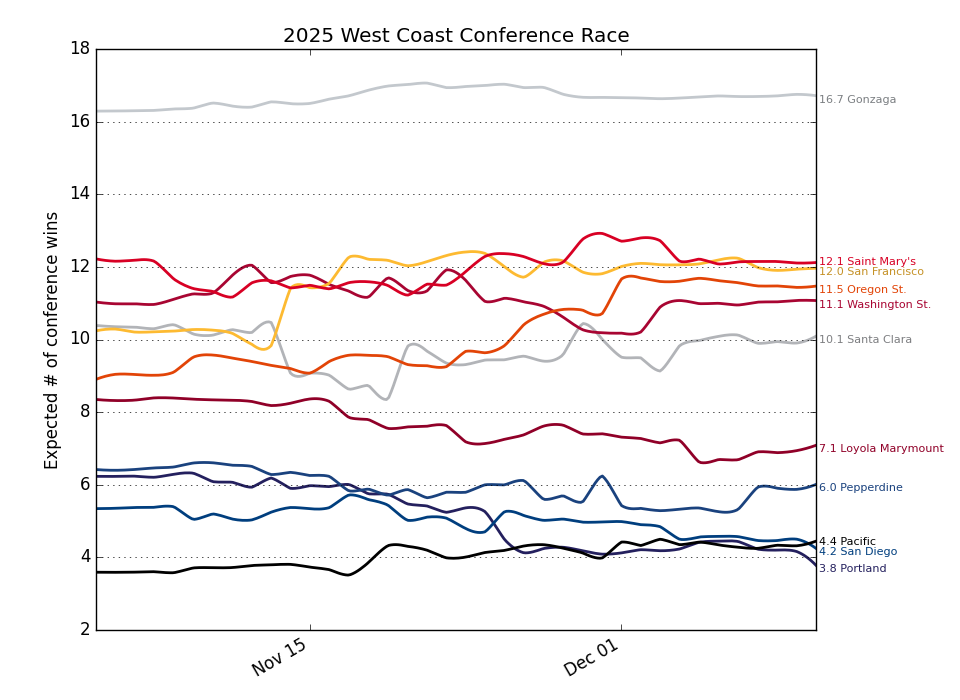 2025 West Coast Conference Race
Expected # of conference wins
18
16
14
12
10
8
6
4
2
Nov 15
Dec 01
16.7 Gonzaga
12.1 Saint Mary's
12.0 San Francisco
11.5 Oregon St.
11.1 Washington St.
10.1 Santa Clara
7.1 Loyola Marymount
6.0 Pepperdine
4.4 Pacific
4.2 San Diego
3.8 Portland